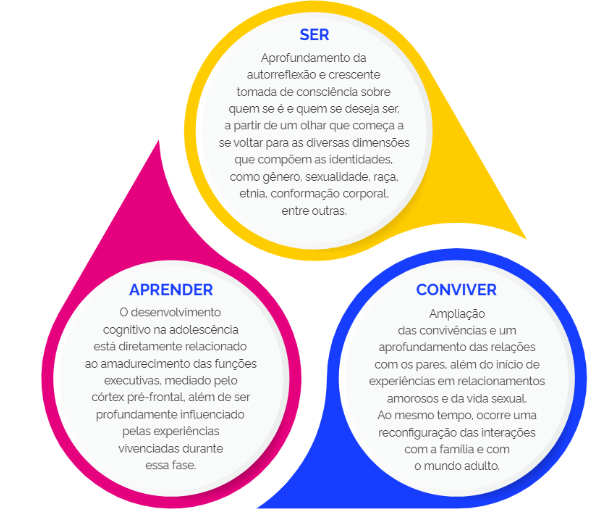 SER
Aprofundamento da
autorreflexão e crescente
tomada de consciência sobre
quem se é e quem se deseja ser,
a partir de um olhar que começa a
se voltar para as diversas dimensões
que compõem as identidades,
como gênero, sexualidade, raça,
etnia, conformação corporal,
entre outras.
APRENDER
O desenvolvimento
cognitivo na adolescência
está diretamente relacionado
ao amadurecimento das funções
executivas, mediado pelo
córtex pré-frontal, além de ser
profundamente influenciado
pelas experiências
vivenciadas durante
essa fase.
CONVIVER
Ampliação
das convivências e um
aprofundamento das relações
com os pares, além do início de
experiências em relacionamentos
amorosos e da vida sexual.
Ao mesmo tempo, ocorre uma
reconfiguração das interações
com a família e com
o mundo adulto.